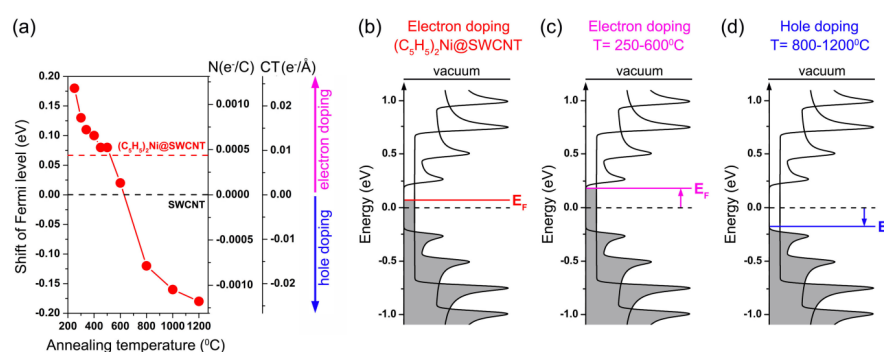 (a)
N(e⁻/C) CT(e⁻/Å)
Shift of Fermi level (eV)
0.20
0.15
0.10
0.05
0.00
-0.05
-0.10
-0.15
-0.20
(C₅H₅)₂Ni@SWCNT
SWCNT
0.0010
0.0005
0.0000
-0.0005
-0.0010
0.02
0.01
0.00
-0.01
-0.02
electron doping
hole doping
200 400 600 800 1000 1200
Annealing temperature (⁰C)
(b)
Electron doping
(C₅H₅)₂Ni@SWCNT
vacuum
Energy (eV)
1.0
0.5
0.0
-0.5
-1.0
E_F
(c)
Electron doping
T= 250-600⁰C
vacuum
Energy (eV)
1.0
-0.5
0.0
-0.5
-1.0
E_F
(d)
Hole doping
T= 800-1200⁰C
vacuum
Energy (eV)
1.0
0.5
0.0
-0.5
-1.0
E